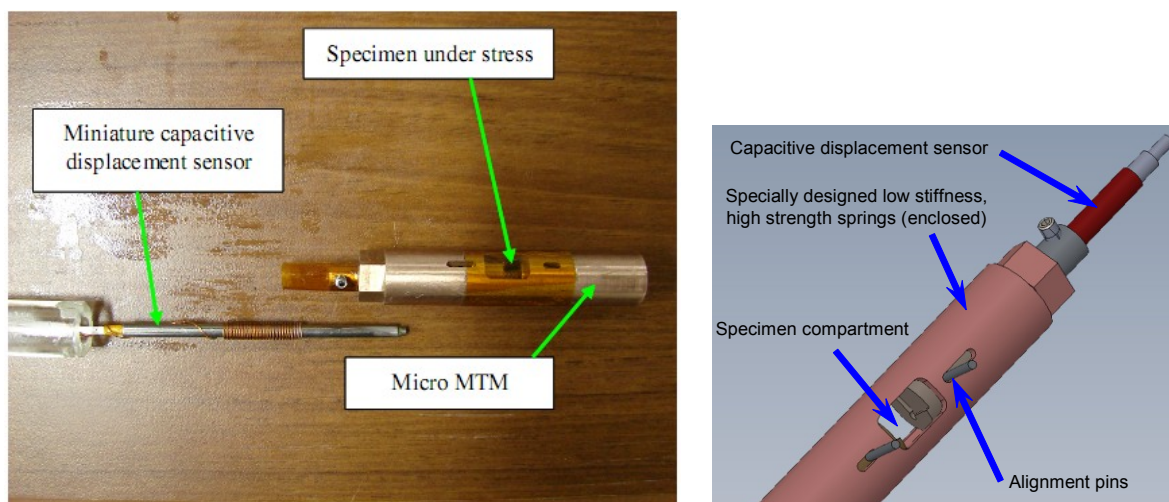 Specimen under stress
Miniature capacitive
displacement sensor
Micro MTM
Capacitive displacement sensor
Specially designed low stiffness,
high strength springs (enclosed)
Specimen compartment
Alignment pins